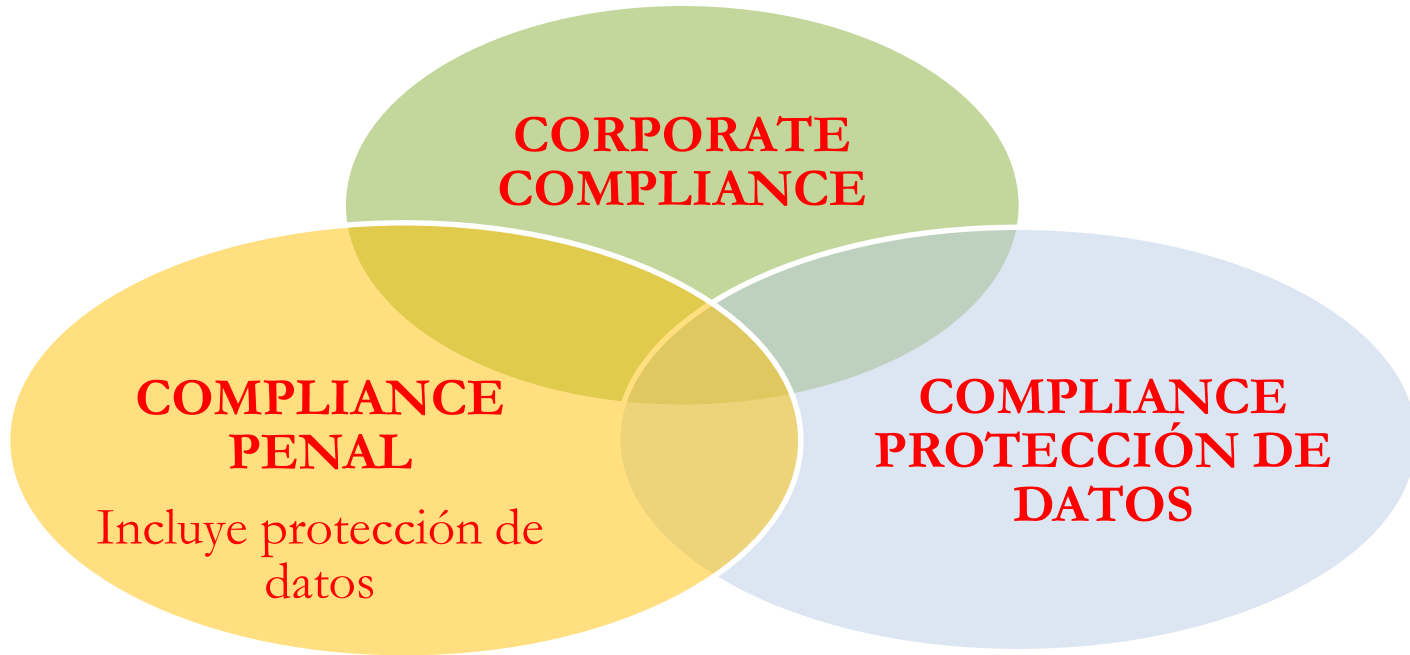 CORPORATE
COMPLIANCE
COMPLIANCE
PENAL
Incluye protección de
datos
COMPLIANCE
PROTECCIÓN DE
DATOS